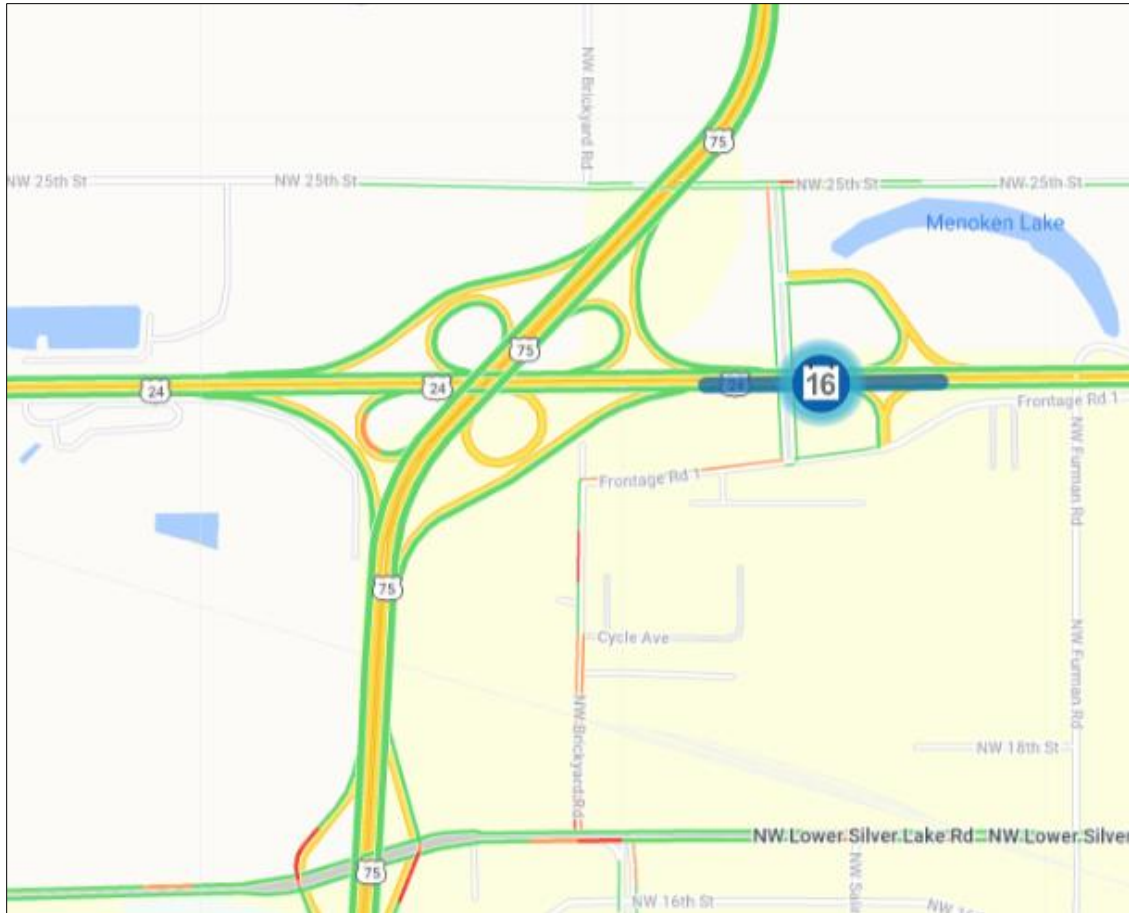 NW Brickyard Rd
75
NW 25th St
NW 25th St
NW 25th St
NW 25th St
Menoken Lake
75
24
24
24
16
Frontage Rd 1
NW Furman Rd
Frontage Rd 1
75
Cycle Ave
NW Furman Rd
NW Brickyard Rd
NW 18th St
NW Lower Silver Lake Rd
NW Lower Silver
75
NW 16th St